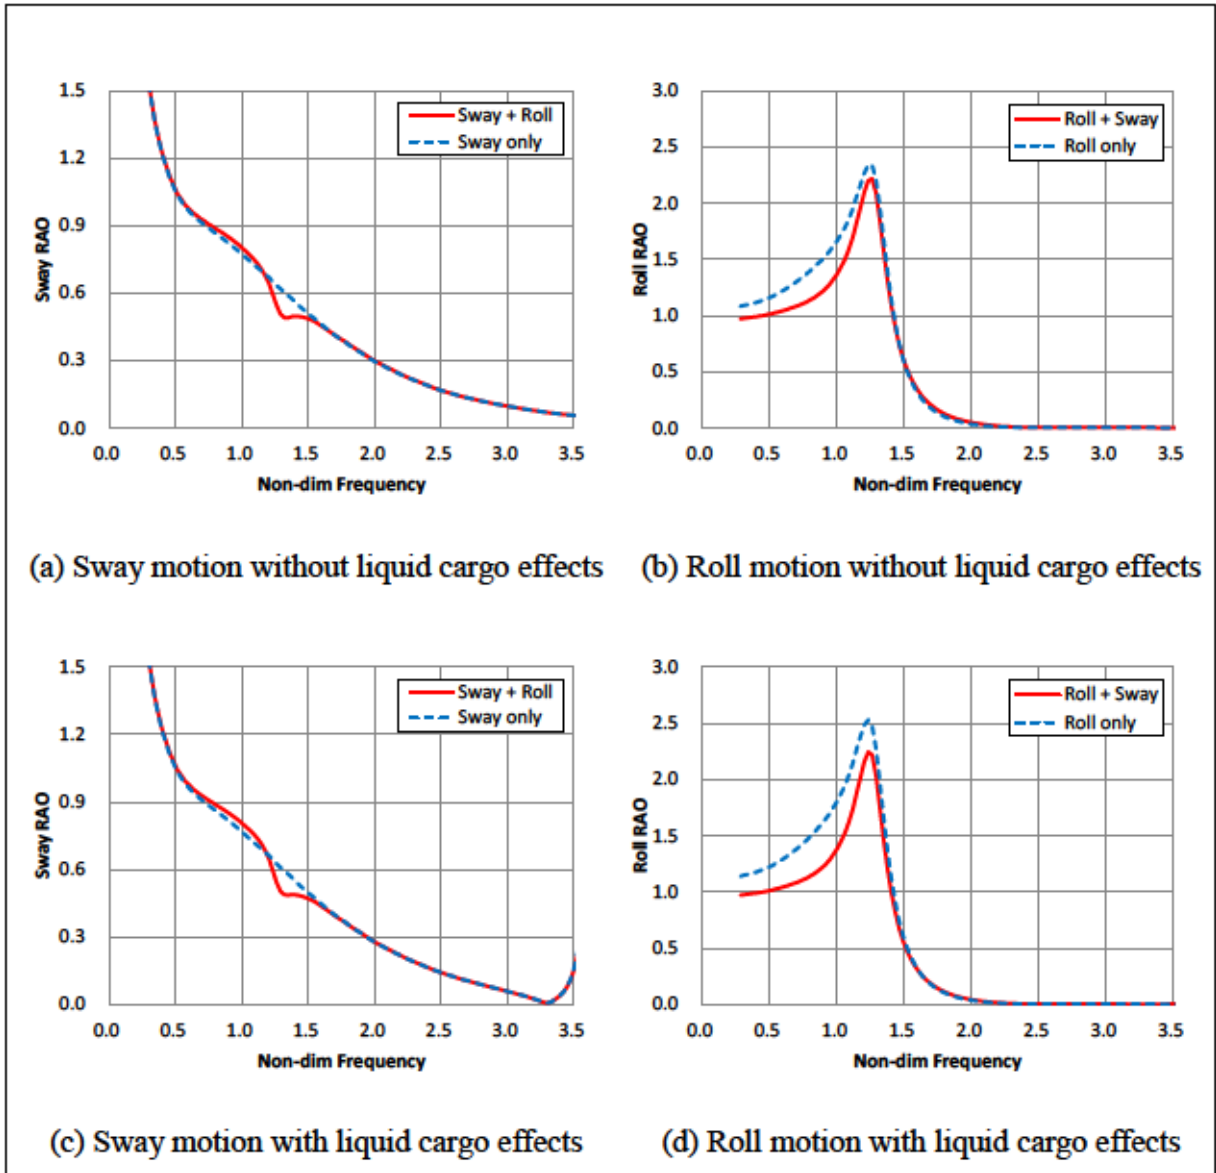 1.5
1.2
0.9
0.6
0.3
0.0
Sway RAO
Sway + Roll
Sway only
0.0 0.5 1.0 1.5 2.0 2.5 3.0 3.5
Non-dim Frequency
(a) Sway motion without liquid cargo effects
3.0
2.5
2.0
1.5
1.0
0.5
0.0
Roll RAO
Roll + Sway
Roll only
0.0 0.5 1.0 1.5 2.0 2.5 3.0 3.5
Non-dim Frequency
(b) Roll motion without liquid cargo effects
1.5
1.2
0.9
0.6
0.3
0.0
Sway RAO
Sway + Roll
Sway only
0.0 0.5 1.0 1.5 2.0 2.5 3.0 3.5
Non-dim Frequency
(c) Sway motion with liquid cargo effects
3.0
2.5
2.0
1.5
1.0
0.5
0.0
Roll RAO
Roll + Sway
Roll only
0.0 0.5 1.0 1.5 2.0 2.5 3.0 3.5
Non-dim Frequency
(d) Roll motion with liquid cargo effects